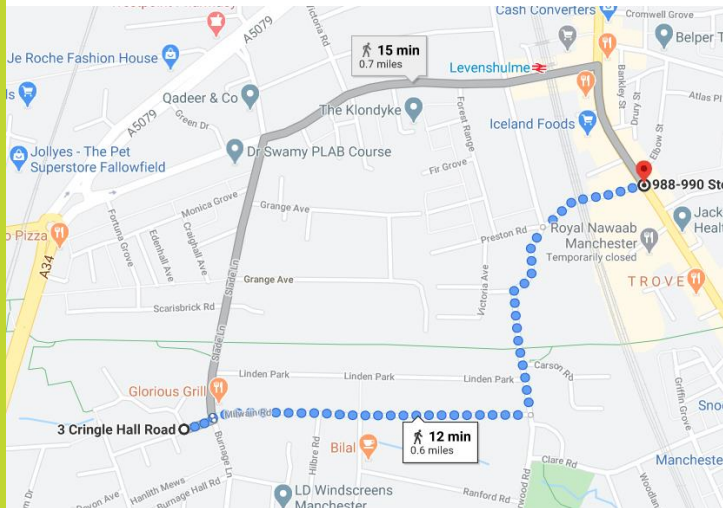 Cash Converters
Cromwell Grove
A5079
Victoria Rd
Belper T
Je Roche Fashion House
15 min
0.7 miles
Levenshulme
Bankley St
Drury St
Atlas Pl
Qadeer & Co
A5079
Green Dr
The Klondyke
Forest Range
Iceland Foods
Elbow St
Jollyes - The Pet
Superstore Fallowfield
Dr Swamy PLAB Course
Fir Grove
988-990 Sto
Monica Grove
Fortuna Grove
Edenhall Ave
Craighall Ave
Grange Ave
Preston Rd
Royal Nawaab
Manchester
Temporarily closed
Jack
Heal
o Pizza
A34
Slade Ln
Grange Ave
Victoria Ave
TROVE
Scarisbrick Rd
Slade Ln
Linden Park
Linden Park
Linden Park
Carson Rd
Glorious Grill
Griffin Grove
Milwain Rd
3 Cringle Hall Road
12 min
0.6 miles
Snoo
Burnage Ln
Hilbre Rd
Bilal
Clare Rd
Manchester
Hanlith Mews
Burnage Hall Rd
Ranford Rd
LD Windscreens
Manchester